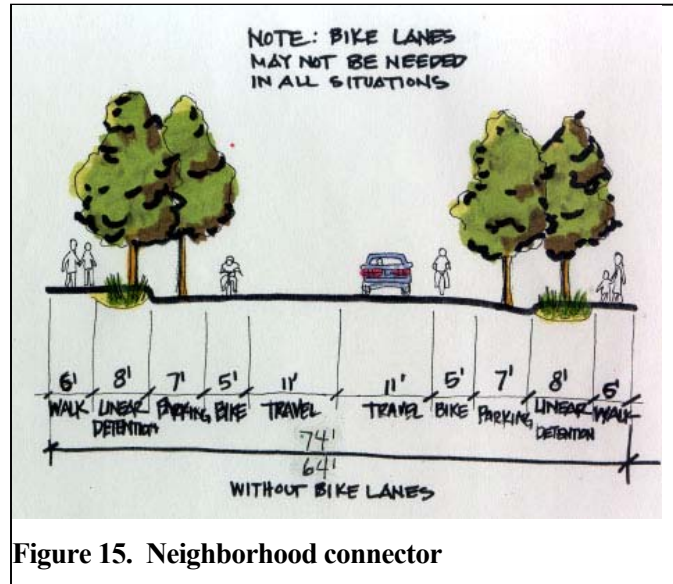 NOTE: BIKE LANES
MAY NOT BE NEEDED
IN ALL SITUATIONS
6' 8' 7' 5' 11' 11' 5' 7' 8' 6'
WALK LINEAR DETENTION PARKING BIKE TRAVEL TRAVEL BIKE PARKING LINEAR DETENTION WALK
74'
64'
WITHOUT BIKE LANES
Figure 15. Neighborhood connector